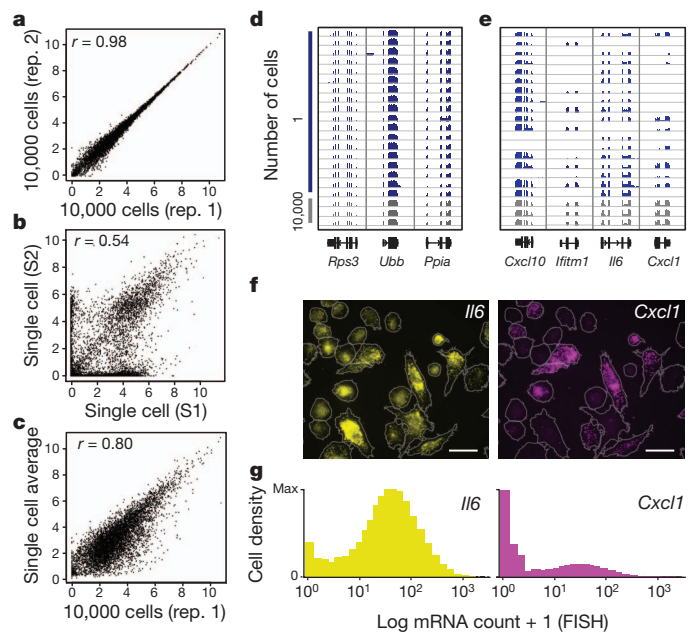 a
r = 0.98
10,000 cells (rep. 2)
10
8
6
4
2
0
0 2 4 6 8 10
10,000 cells (rep. 1)
b
r = 0.54
Single cell (S2)
10
8
6
4
2
0
0 2 4 6 8 10
Single cell (S1)
c
r = 0.80
Single cell average
10
8
6
4
2
0
0 2 4 6 8 10
10,000 cells (rep. 1)
d
Number of cells
1
10,000
Rps3 Ubb Ppia
e
Cxcl10 Ifitm1 Il6 Cxcl1
f
Il6
Cxcl1
g
Cell density
Max
0
Il6
Cxcl1
10⁰ 10¹ 10² 10³ 10⁰ 10¹ 10² 10³
Log mRNA count + 1 (FISH)